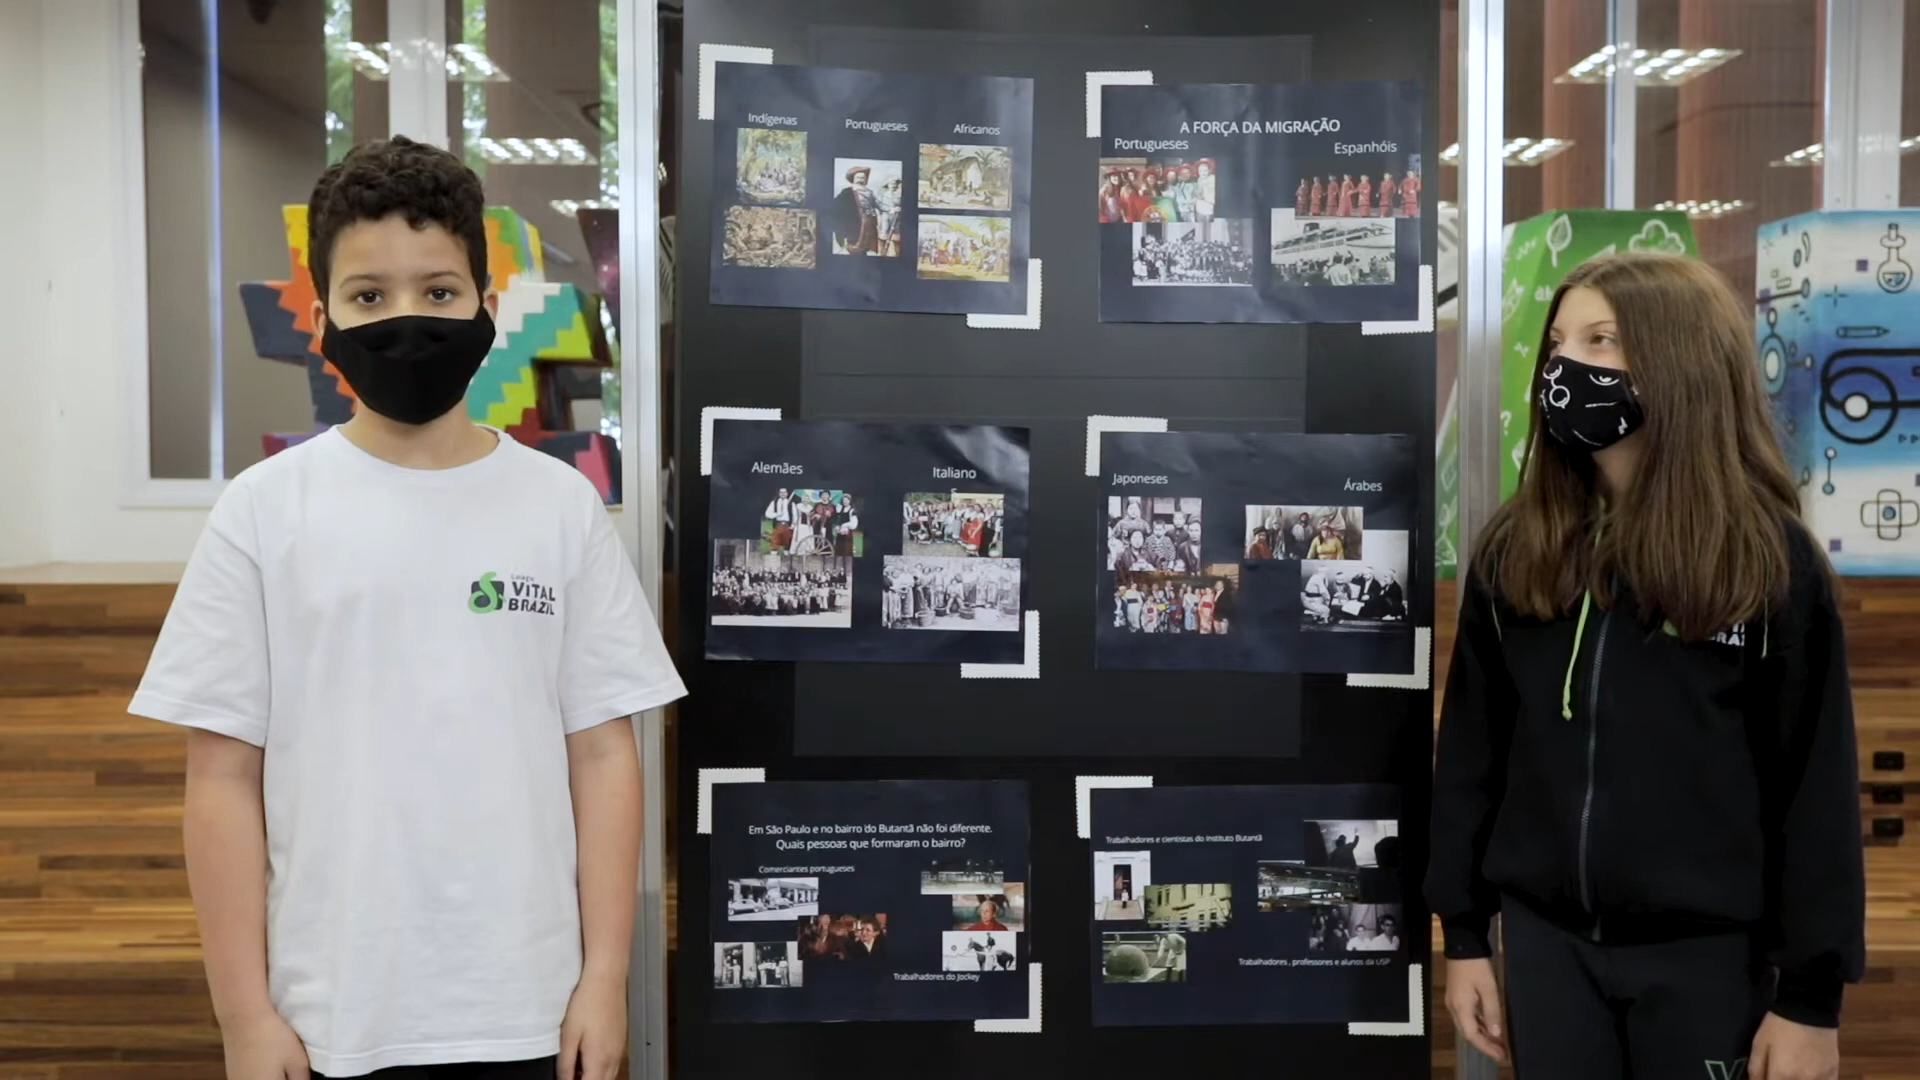 Indígenas
Portugueses
Africanos
A FORÇA DA MIGRAÇÃO
Portugueses
Espanhóis
Alemães
Italiano
s
Japoneses
Árabes
Em São Paulo e no bairro do Butantã não foi diferente.
Quais pessoas que formaram o bairro?
Comerciantes portugueses
Trabalhadores do Jockey
Trabalhadores e cientistas do Instituto Butantã
Trabalhadores, professores e alunos da USP
Colégio
VITAL
BRAZIL